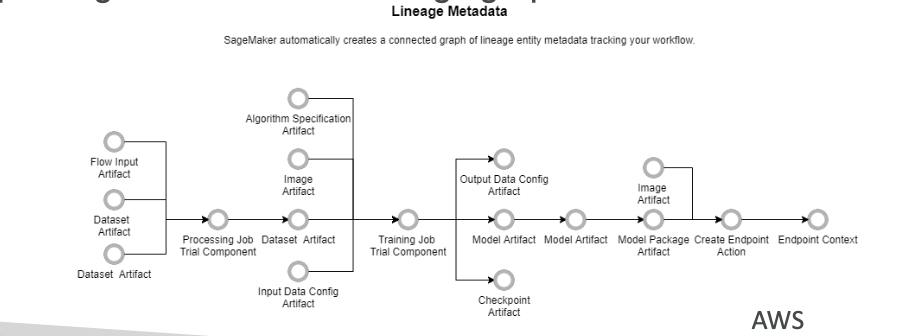 Lineage Metadata
SageMaker automatically creates a connected graph of lineage entity metadata tracking your workflow.
Algorithm Specification
Artifact
Flow Input
Artifact
Image
Artifact
Output Data Config
Artifact
Image
Artifact
Dataset
Artifact
Processing Job
Trial Component
Dataset Artifact
Training Job
Trial Component
Model Artifact
Model Artifact
Model Package
Artifact
Create Endpoint
Action
Endpoint Context
Dataset Artifact
Input Data Config
Artifact
Checkpoint
Artifact
AWS